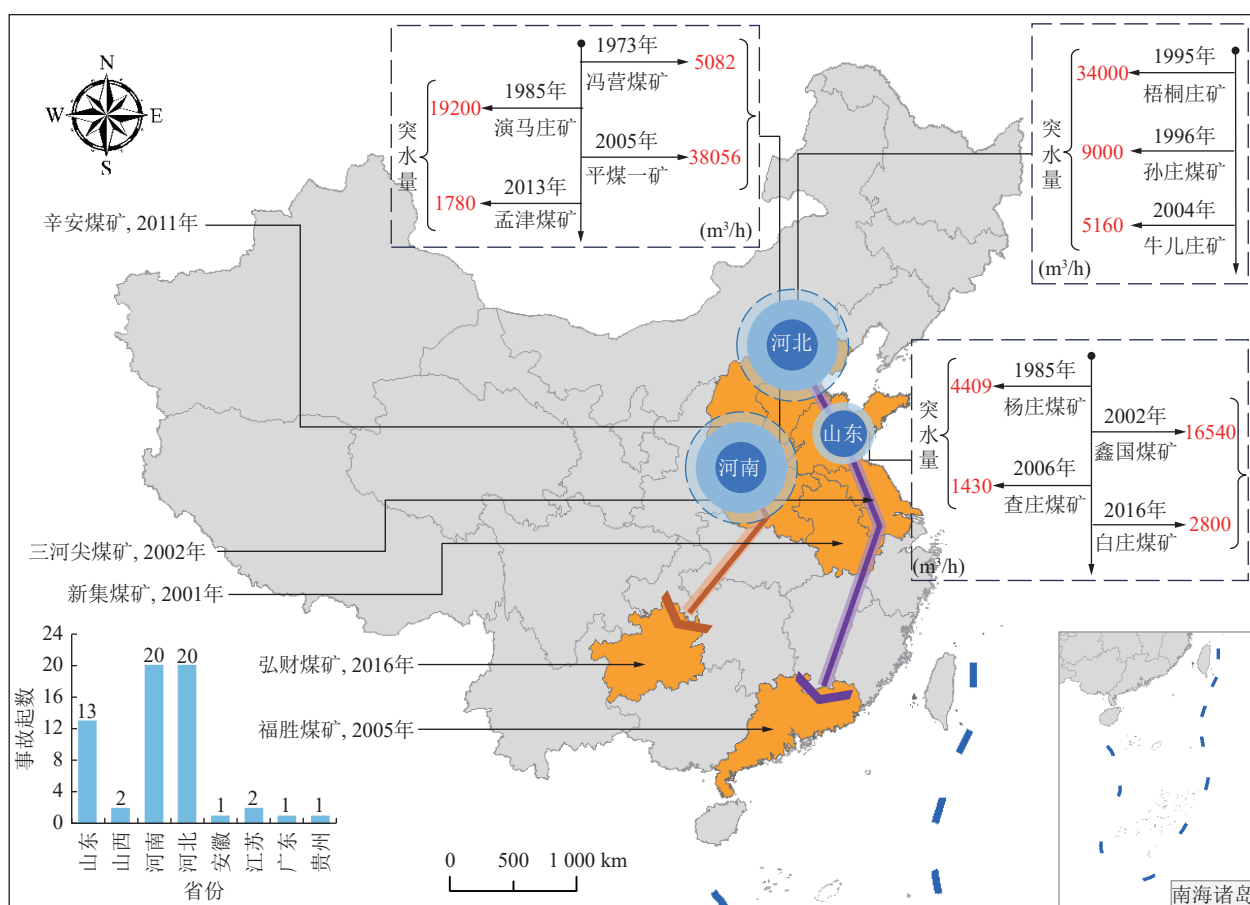 N
W
E
S
1973年
5082
冯营煤矿
19200
1985年
演马庄矿
突水量
2005年
38056
平煤一矿
1780
2013年
孟津煤矿
(m³/h)
1995年
34000
梧桐庄矿
突水量
1996年
9000
孙庄煤矿
2004年
5160
牛儿庄矿
(m³/h)
辛安煤矿, 2011年
河北
山东
河南
1985年
4409
杨庄煤矿
突水量
2002年
16540
鑫国煤矿
2006年
1430
查庄煤矿
2016年
2800
白庄煤矿
(m³/h)
三河尖煤矿, 2002年
新集煤矿, 2001年
弘财煤矿, 2016年
福胜煤矿, 2005年
事故起数
24
20
16
12
8
4
0
13
2
20
20
1
2
1
1
山东
山西
河南
河北
安徽
江苏
广东
贵州
省份
0 500 1 000 km
南海诸岛